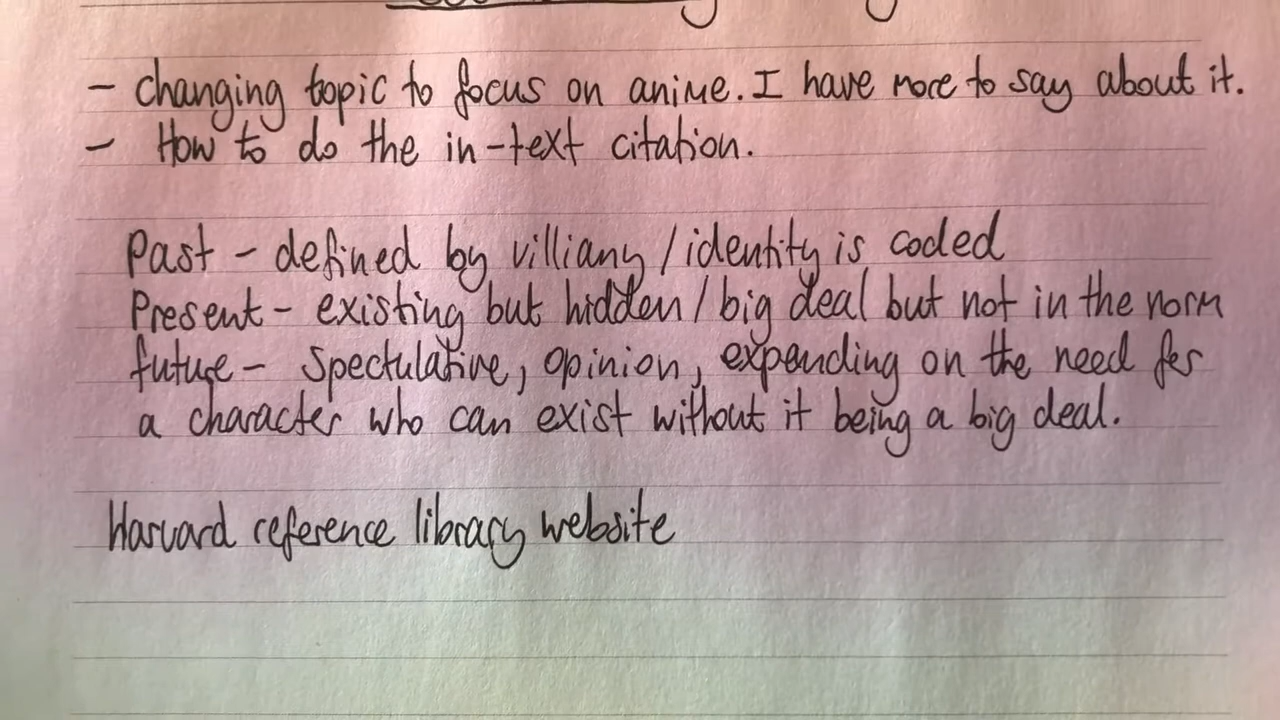 - changing topic to focus on anime. I have more to say about it.
- How to do the in-text citation.
Past - defined by villiany / identity is coded
Present - existing but hidden / big deal but not in the norm
future - Spectulative, opinion, expanding on the need for
a character who can exist without it being a big deal.
Harvard reference library website